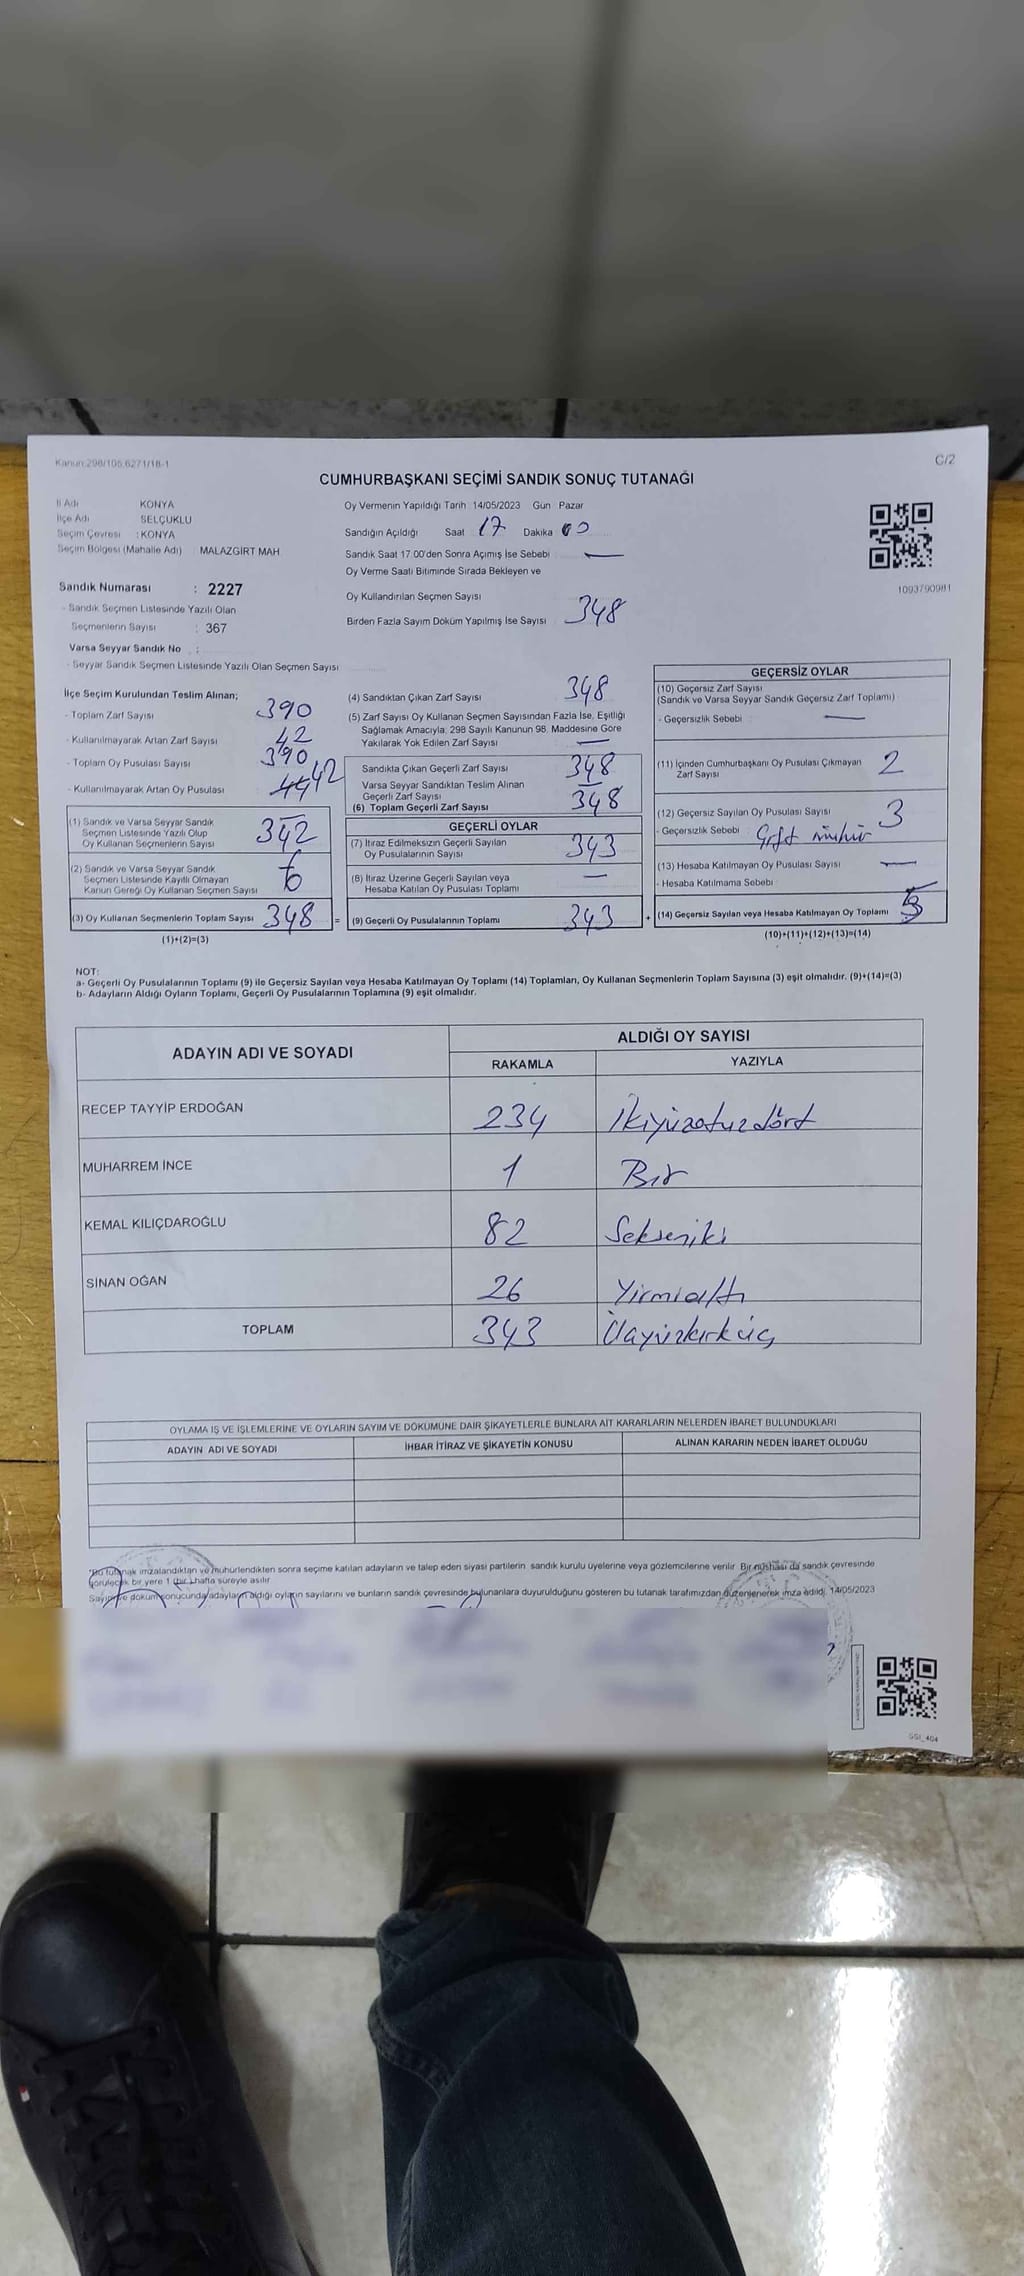 Kanun:298/105,6271/18-1
C/2
CUMHURBAŞKANI SEÇİMİ SANDIK SONUÇ TUTANAĞI
İl Adı KONYA
İlçe Adı SELÇUKLU
Seçim Çevresi : KONYA
Seçim Bölgesi (Mahalle Adı) MALAZGİRT MAH
Sandık Numarası : 2227
- Sandık Seçmen Listesinde Yazılı Olan
Seçmenlerin Sayısı : 367
Varsa Seyyar Sandık No :
- Seyyar Sandık Seçmen Listesinde Yazılı Olan Seçmen Sayısı
Oy Vermenin Yapıldığı Tarih 14/05/2023 Gün Pazar
Sandığın Açıldığı Saat 17 Dakika 00
Sandık Saat 17.00'den Sonra Açımış İse Sebebi —
Oy Verme Saati Bitiminde Sırada Bekleyen ve
Oy Kullandırılan Seçmen Sayısı
Birden Fazla Sayım Döküm Yapılmış İse Sayısı 348
1093790981
İlçe Seçim Kurulundan Teslim Alınan;
- Toplam Zarf Sayısı 390
- Kullanılmayarak Artan Zarf Sayısı 42
- Toplam Oy Pusulası Sayısı 390
- Kullanılmayarak Artan Oy Pusulası 42
(1) Sandık ve Varsa Seyyar Sandık
Seçmen Listesinde Yazılı Olup
Oy Kullanan Seçmenlerin Sayısı 342
(2) Sandık ve Varsa Seyyar Sandık
Seçmen Listesinde Kayıtlı Olmayan
Kanun Gereği Oy Kullanan Seçmen Sayısı 6
(3) Oy Kullanan Seçmenlerin Toplam Sayısı 348 =
(1)+(2)=(3)
(4) Sandıktan Çıkan Zarf Sayısı 348
(5) Zarf Sayısı Oy Kullanan Seçmen Sayısından Fazla İse, Eşitliği
Sağlamak Amacıyla; 298 Sayılı Kanunun 98. Maddesine Göre
Yakılarak Yok Edilen Zarf Sayısı —
Sandıkta Çıkan Geçerli Zarf Sayısı 348
Varsa Seyyar Sandıktan Teslim Alınan
Geçerli Zarf Sayısı —
(6) Toplam Geçerli Zarf Sayısı 348
GEÇERLİ OYLAR
(7) İtiraz Edilmeksizin Geçerli Sayılan
Oy Pusulalarının Sayısı 343
(8) İtiraz Üzerine Geçerli Sayılan veya
Hesaba Katılan Oy Pusulası Toplamı —
(9) Geçerli Oy Pusulalarının Toplamı 343 +
GEÇERSİZ OYLAR
(10) Geçersiz Zarf Sayısı
(Sandık ve Varsa Seyyar Sandık Geçersiz Zarf Toplamı)
- Geçersizlik Sebebi —
(11) İçinden Cumhurbaşkanı Oy Pusulası Çıkmayan
Zarf Sayısı 2
(12) Geçersiz Sayılan Oy Pusulası Sayısı 3
- Geçersizlik Sebebi Çift mühür
(13) Hesaba Katılmayan Oy Pusulası Sayısı —
- Hesaba Katılmama Sebebi
(14) Geçersiz Sayılan veya Hesaba Katılmayan Oy Toplamı 5
(10)+(11)+(12)+(13)=(14)
NOT:
a- Geçerli Oy Pusulalarının Toplamı (9) ile Geçersiz Sayılan veya Hesaba Katılmayan Oy Toplamı (14) Toplamları, Oy Kullanan Seçmenlerin Toplam Sayısına (3) eşit olmalıdır. (9)+(14)=(3)
b- Adayların Aldığı Oyların Toplamı, Geçerli Oy Pusulalarının Toplamına (9) eşit olmalıdır.
ADAYIN ADI VE SOYADI ALDIĞI OY SAYISI
RAKAMLA YAZIYLA
RECEP TAYYİP ERDOĞAN 234 İkiyüzotuzdört
MUHARREM İNCE 1 Bir
KEMAL KILIÇDAROĞLU 82 Sekseniki
SİNAN OĞAN 26 Yirmialtı
TOPLAM 343 Üçyüzkırküç
OYLAMA İŞ VE İŞLEMLERİNE VE OYLARIN SAYIM VE DÖKÜMÜNE DAİR ŞİKAYETLERLE BUNLARA AİT KARARLARIN NELERDEN İBARET BULUNDUKLARI
ADAYIN ADI VE SOYADI İHBAR İTİRAZ VE ŞİKAYETİN KONUSU ALINAN KARARIN NEDEN İBARET OLDUĞU
*Bu tutanak imzalandıktan ve mühürlendikten sonra seçime katılan adayların ve talep eden siyasi partilerin, sandık kurulu üyelerine veya gözlemcilerine verilir. Bir nüshası da sandık çevresinde
görülecek bir yere 1 (bir) hafta süreyle asılır.
Sayım ve döküm sonucunda adayların aldığı oyların sayılarını ve bunların sandık çevresinde bulunanlara duyurulduğunu gösteren bu tutanak tarafımızdan düzenlenerek imza edildi. 14/05/2023
SSI_404